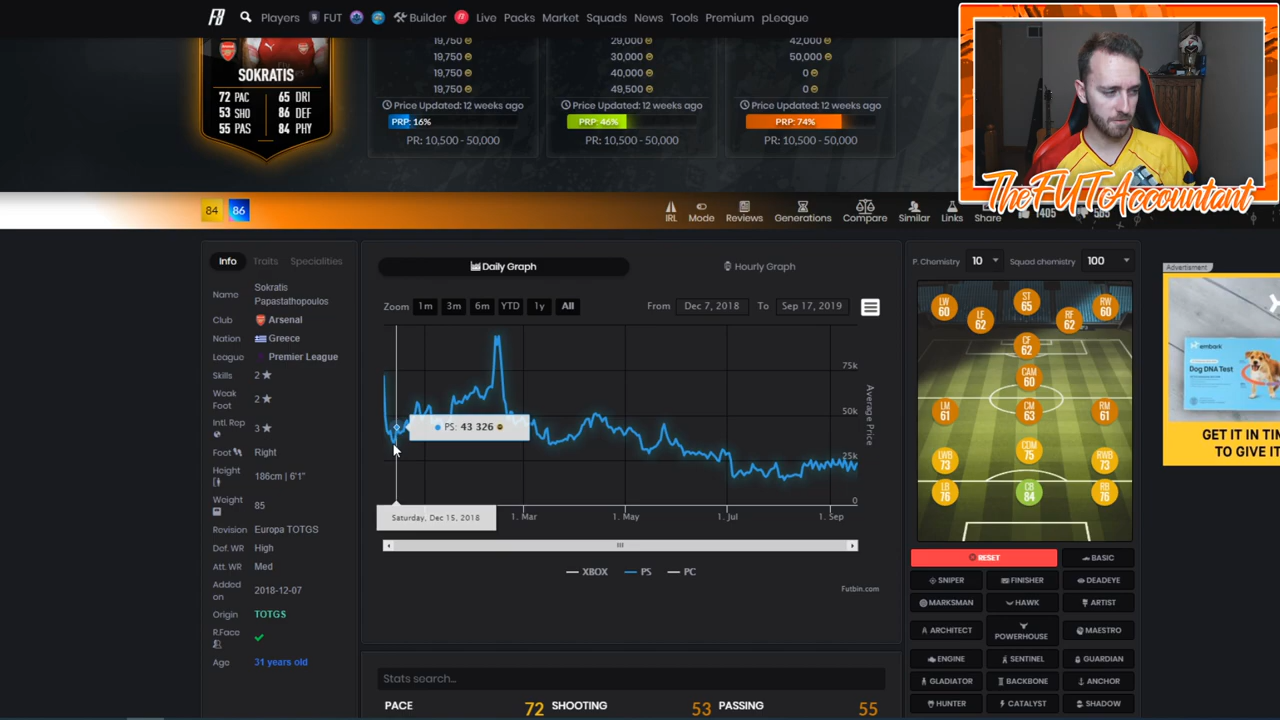 F8 Players FUT Builder Live Packs Market Squads News Tools Premium pLeague
SOKRATIS
72 PAC 65 DRI
53 SHO 86 DEF
55 PAS 84 PHY
19,750 29,000 42,000
19,750 30,000 50,000
19,750 40,000 0
19,750 49,500 0
Price Updated: 12 weeks ago Price Updated: 12 weeks ago Price Updated: 12 weeks ago
PRP: 16% PRP: 46% PRP: 74%
PR: 10,500 - 50,000 PR: 10,500 - 50,000 PR: 10,500 - 50,000
TheFUTAccountant
84 86
IRL Mode Reviews Generations Compare Similar Links Share 1405
Info Traits Specialities
Name Sokratis Papastathopoulos
Club Arsenal
Nation Greece
League Premier League
Skills 2
Weak Foot 2
Intl. Rep 3
Foot Right
Height 186cm | 6'1"
Weight 85
Revision Europa TOTGS
Def. WR High
Att. WR Med
Added on 2018-12-07
Origin TOTGS
R.Face
Age 31 years old
Daily Graph Hourly Graph
Zoom 1m 3m 6m YTD 1y All From Dec 7, 2018 To Sep 17, 2019
75k
50k
25k
0
Average Price
PS: 43 326
Saturday, Dec 15, 2018 1. Mar 1. May 1. Jul 1. Sep
XBOX PS PC
Futbin.com
Stats search...
PACE 72 SHOOTING 53 PASSING 55
P. Chemistry 10 Squad chemistry 100
LW 60 ST 65 RW 60
LF 62 RF 62
CF 62
CAM 60
LM 61 CM 63 RM 61
LWB 73 CDM 75 RWB 73
LB 76 CB 84 RB 76
RESET BASIC
SNIPER FINISHER DEADEYE
MARKSMAN HAWK ARTIST
ARCHITECT POWERHOUSE MAESTRO
ENGINE SENTINEL GUARDIAN
GLADIATOR BACKBONE ANCHOR
HUNTER CATALYST SHADOW
Advertisement
embark
Dog DNA Test
GET IT IN
TO GIVE